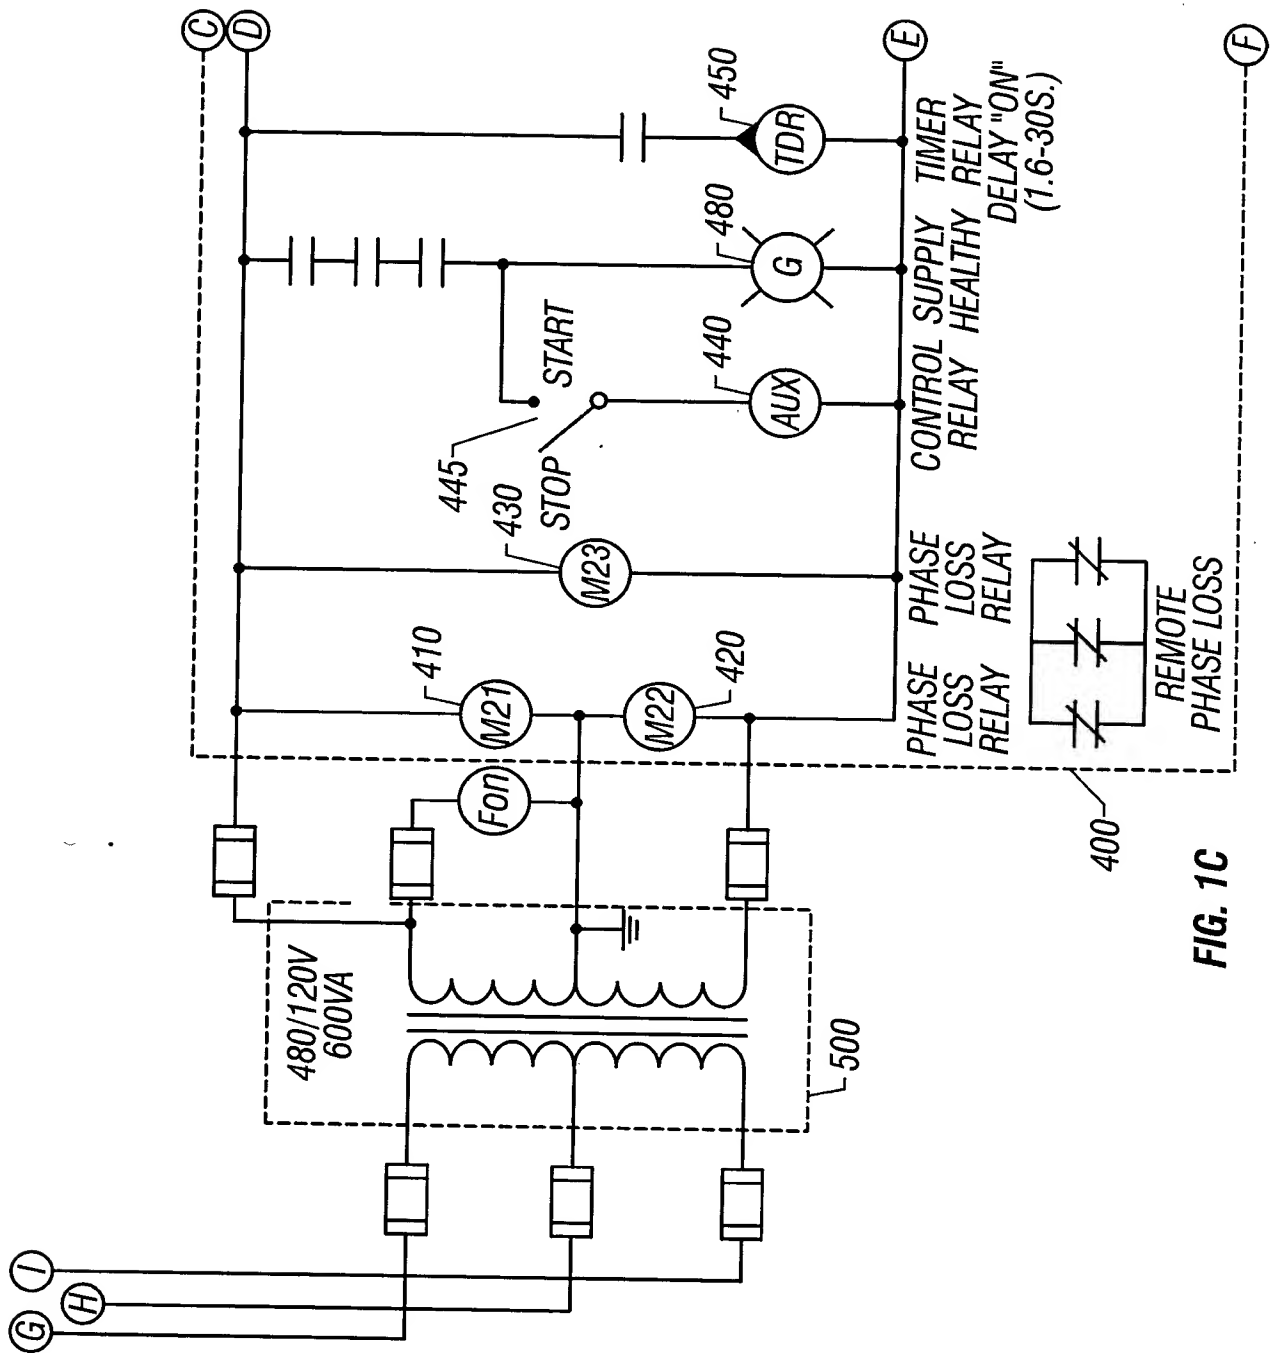 C
D
E
F
G
H
I
450
TDR
480
G
440
AUX
START
445
STOP
430
M23
410
M21
420
M22
Fon
480/120V
600VA
500
400
PHASE
LOSS
RELAY
PHASE
LOSS
RELAY
CONTROL
RELAY
SUPPLY
HEALTHY
TIMER
RELAY
DELAY "ON"
(1.6-30S.)
REMOTE
PHASE LOSS
FIG. 1C